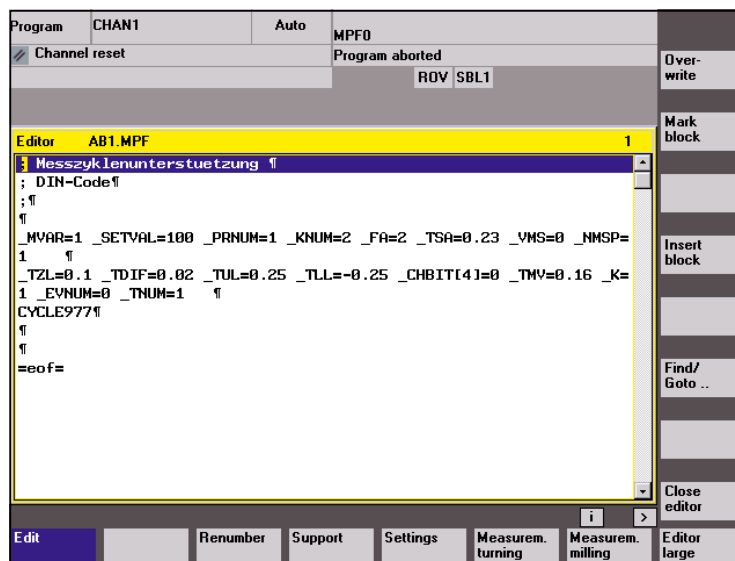 Program CHAN1 Auto MPF0
Channel reset Program aborted
ROV SBL1
Editor AB1.MPF 1
; Messzyklenunterstuetzung ¶
; DIN-Code¶
;¶
¶
_MVAR=1 _SETVAL=100 _PRNUM=1 _KNUM=2 _FA=2 _TSA=0.23 _VMS=0 _NMSP=
1 ¶
_TZL=0.1 _TDIF=0.02 _TUL=0.25 _TLL=-0.25 _CHBIT[4]=0 _TMV=0.16 _K=
1 _EVNUM=0 _TNUM=1 ¶
CYCLE977¶
¶
¶
=eof=
Over-
write
Mark
block
Insert
block
Find/
Goto ..
Close
editor
i >
Edit Renumber Support Settings Measurem. Measurem. Editor
turning milling large